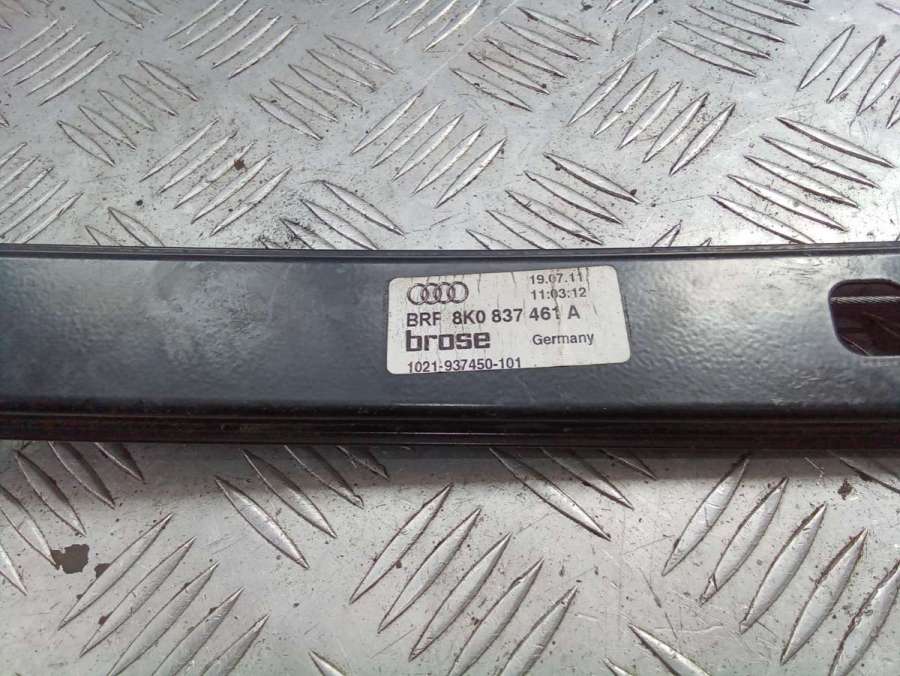 19.07.11
11:03:12
BRF 8K0 837 461 A
brose Germany
1021-937450-101